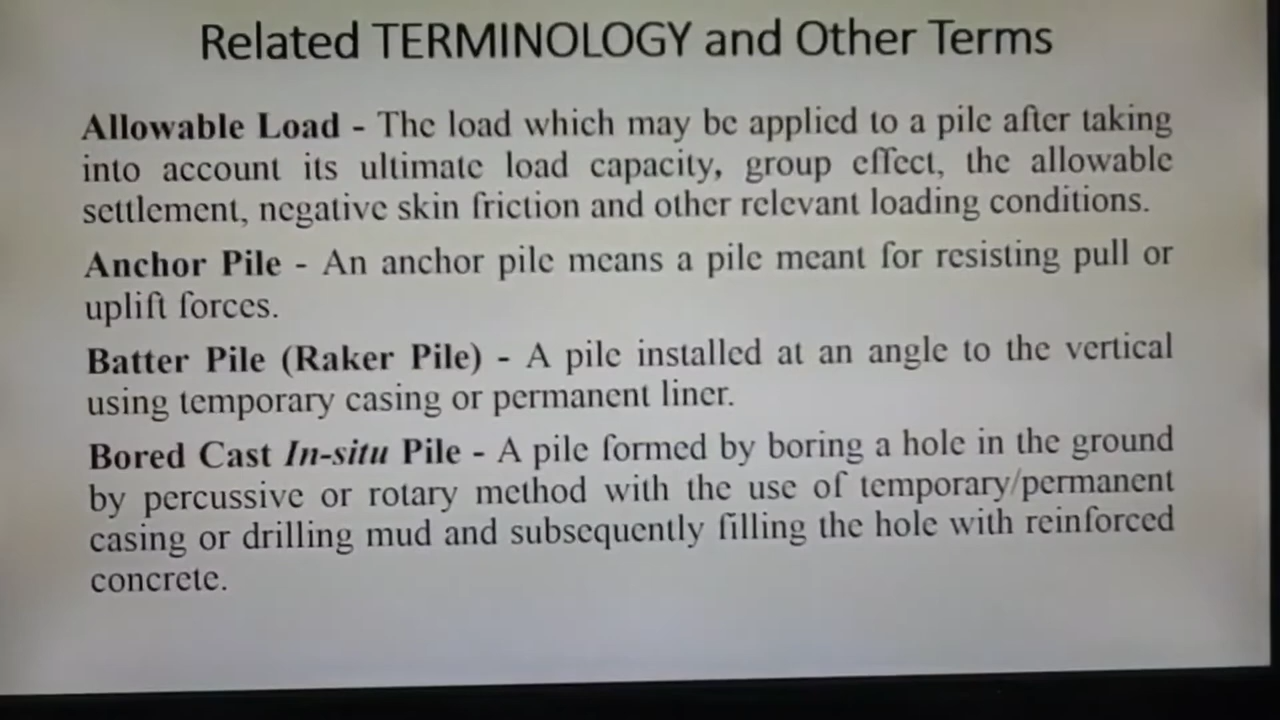 Related TERMINOLOGY and Other Terms
Allowable Load - The load which may be applied to a pile after taking
into account its ultimate load capacity, group effect, the allowable
settlement, negative skin friction and other relevant loading conditions.
Anchor Pile - An anchor pile means a pile meant for resisting pull or
uplift forces.
Batter Pile (Raker Pile) - A pile installed at an angle to the vertical
using temporary casing or permanent liner.
Bored Cast In-situ Pile - A pile formed by boring a hole in the ground
by percussive or rotary method with the use of temporary/permanent
casing or drilling mud and subsequently filling the hole with reinforced
concrete.